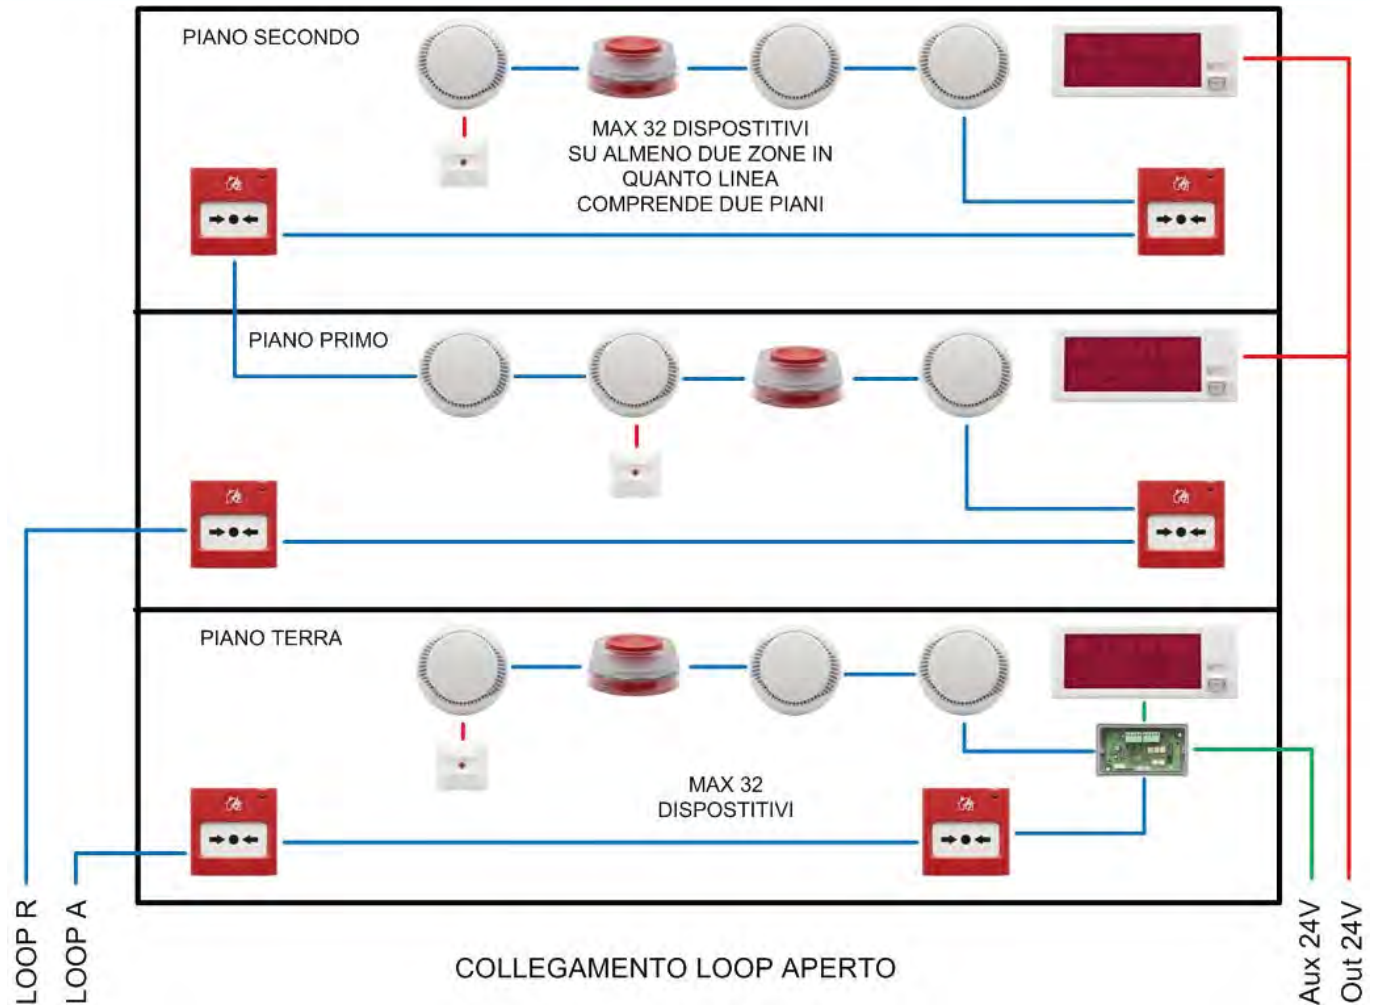 PIANO SECONDO
MAX 32 DISPOSTITIVI
SU ALMENO DUE ZONE IN
QUANTO LINEA
COMPRENDE DUE PIANI
PIANO PRIMO
PIANO TERRA
MAX 32
DISPOSTITIVI
LOOP R
LOOP A
Aux 24V
Out 24V
COLLEGAMENTO LOOP APERTO